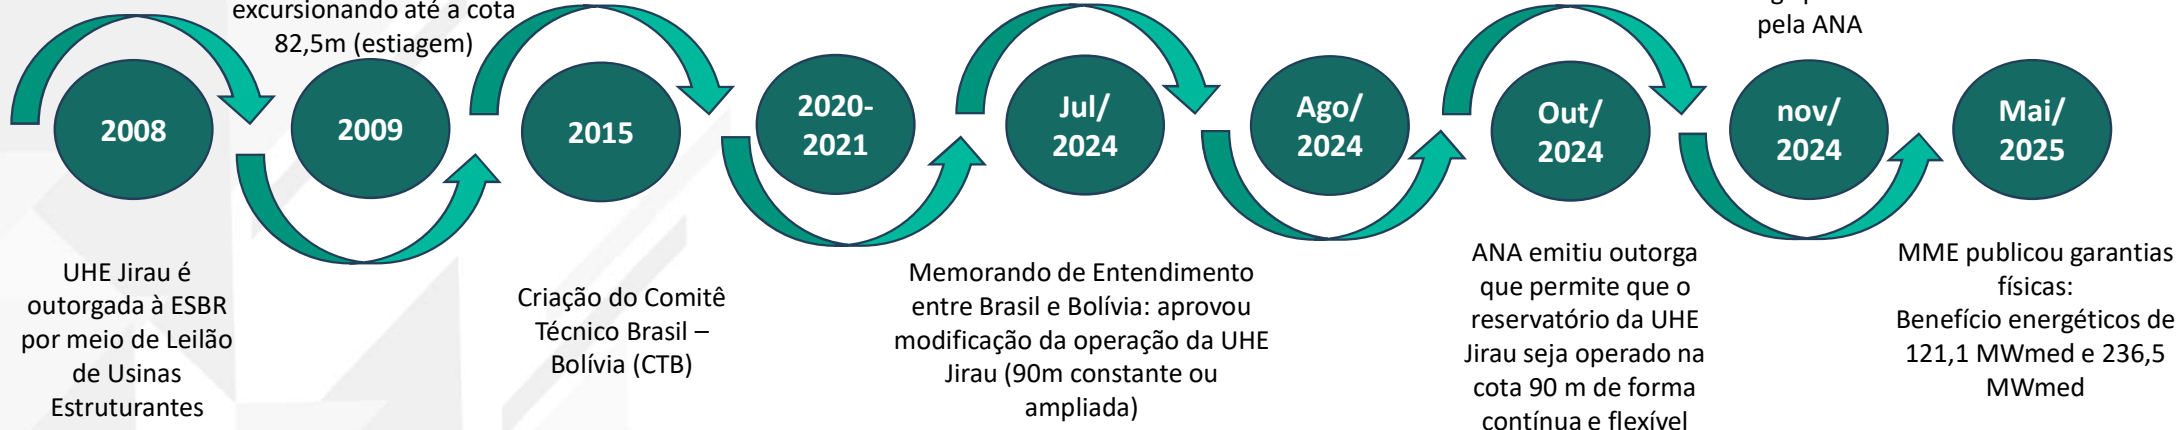 excursionando até a cota
82,5m (estiagem)
pela ANA
2008
2009
2015
2020-
2021
Jul/
2024
Ago/
2024
Out/
2024
nov/
2024
Mai/
2025
UHE Jirau é
outorgada à ESBR
por meio de Leilão
de Usinas
Estruturantes
Criação do Comitê
Técnico Brasil –
Bolívia (CTB)
Memorando de Entendimento
entre Brasil e Bolívia: aprovou
modificação da operação da UHE
Jirau (90m constante ou
ampliada)
ANA emitiu outorga
que permite que o
reservatório da UHE
Jirau seja operado na
cota 90 m de forma
contínua e flexível
MME publicou garantias
físicas:
Benefício energéticos de
121,1 MWmed e 236,5
MWmed